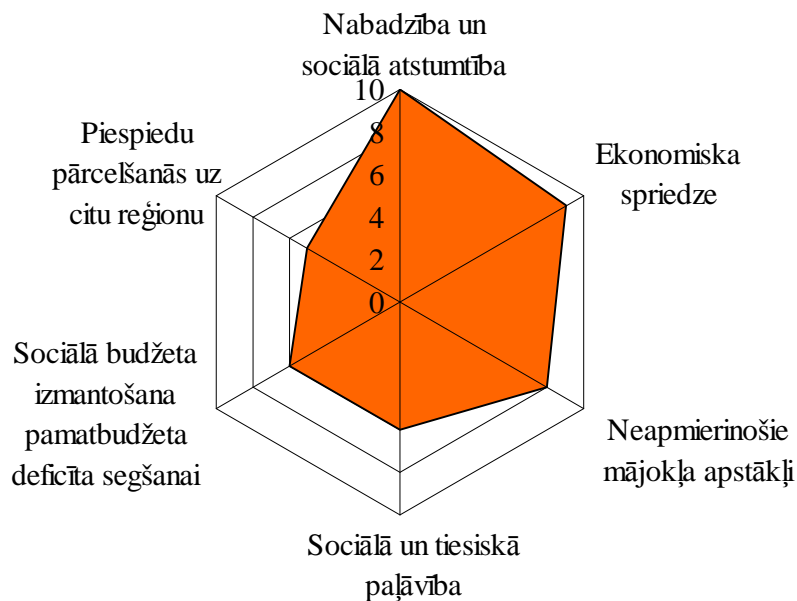 Nabadzība un
sociālā atstumtība
10
8
6
4
2
0
Ekonomiska
spriedze
Neapmierinošie
mājokļa apstākļi
Sociālā un tiesiskā
paļāvība
Sociālā budžeta
izmantošana
pamatbudžeta
deficīta segšanai
Piespiedu
pārcelšanās uz
citu reģionu